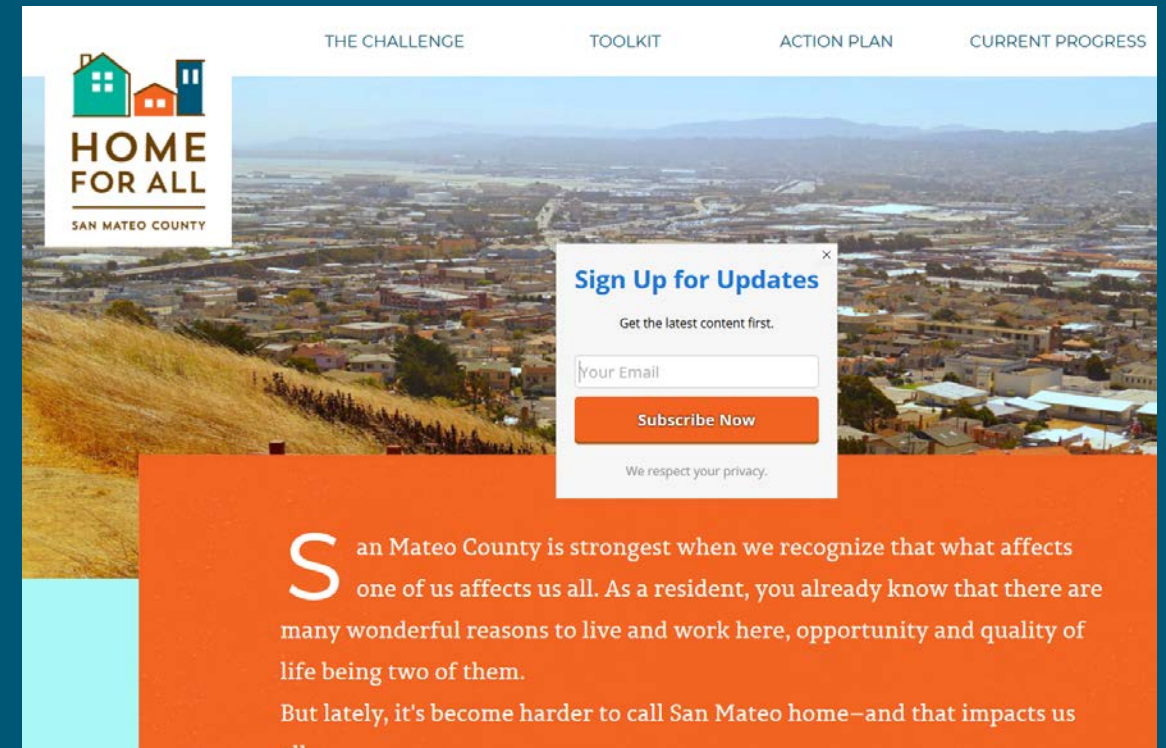 THE CHALLENGE TOOLKIT ACTION PLAN CURRENT PROGRESS
HOME
FOR ALL
SAN MATEO COUNTY
×
Sign Up for Updates
Get the latest content first.
Your Email
Subscribe Now
We respect your privacy.
San Mateo County is strongest when we recognize that what affects
one of us affects us all. As a resident, you already know that there are
many wonderful reasons to live and work here, opportunity and quality of
life being two of them.
But lately, it's become harder to call San Mateo home—and that impacts us